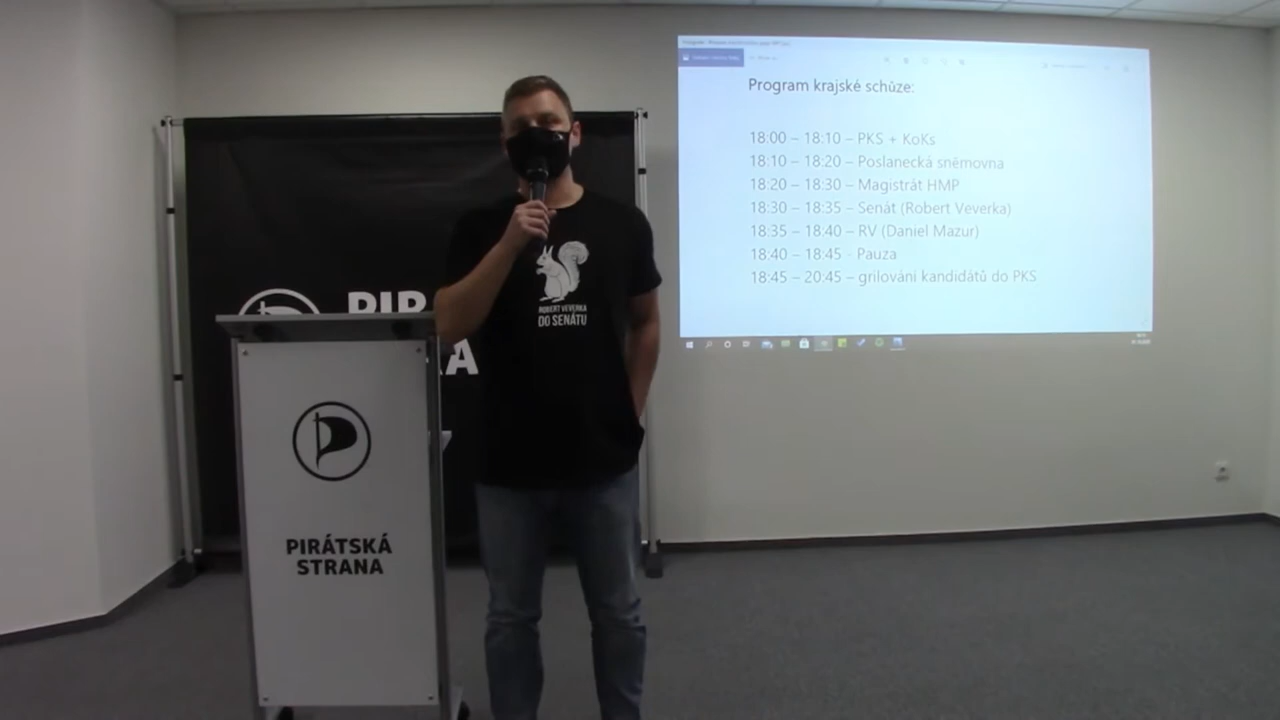 Program krajské schůze:
18:00 – 18:10 – PKS + KoKs
18:10 – 18:20 – Poslanecká sněmovna
18:20 – 18:30 – Magistrát HMP
18:30 – 18:35 – Senát (Robert Veverka)
18:35 – 18:40 – RV (Daniel Mazur)
18:40 – 18:45 - Pauza
18:45 – 20:45 – grilování kandidátů do PKS
ROBERT VEVERKA
DO SENÁTU
PIR
A
PIRÁTSKÁ
STRANA